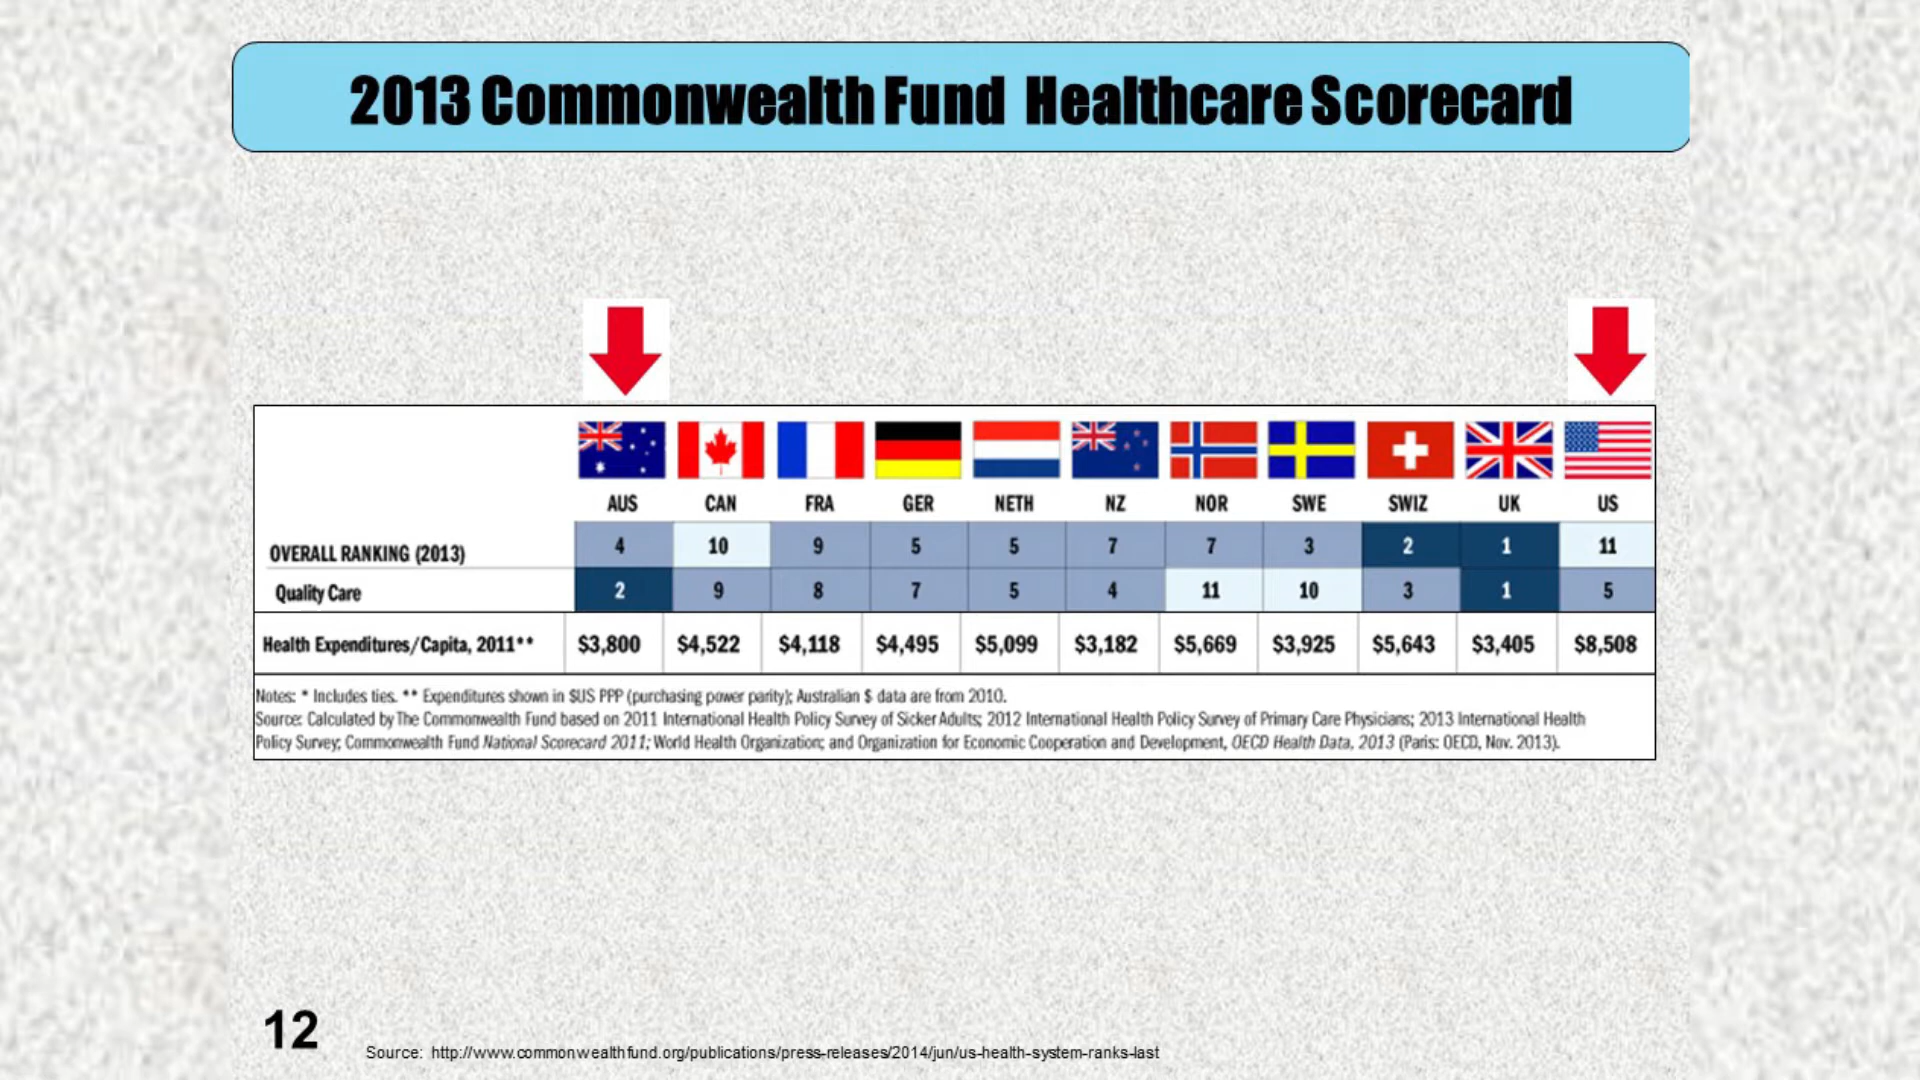 2013 Commonwealth Fund Healthcare Scorecard
AUS CAN FRA GER NETH NZ NOR SWE SWIZ UK US
OVERALL RANKING (2013) 4 10 9 5 5 7 7 3 2 1 11
Quality Care 2 9 8 7 5 4 11 10 3 1 5
Health Expenditures/Capita, 2011** $3,800 $4,522 $4,118 $4,495 $5,099 $3,182 $5,669 $3,925 $5,643 $3,405 $8,508
Notes: * Includes ties. ** Expenditures shown in $US PPP (purchasing power parity); Australian $ data are from 2010.
Source: Calculated by The Commonwealth Fund based on 2011 International Health Policy Survey of Sicker Adults; 2012 International Health Policy Survey of Primary Care Physicians; 2013 International Health
Policy Survey; Commonwealth Fund National Scorecard 2011; World Health Organization; and Organization for Economic Cooperation and Development, OECD Health Data, 2013 (Paris: OECD, Nov. 2013).
12
Source: http://www.commonwealthfund.org/publications/press-releases/2014/jun/us-health-system-ranks-last